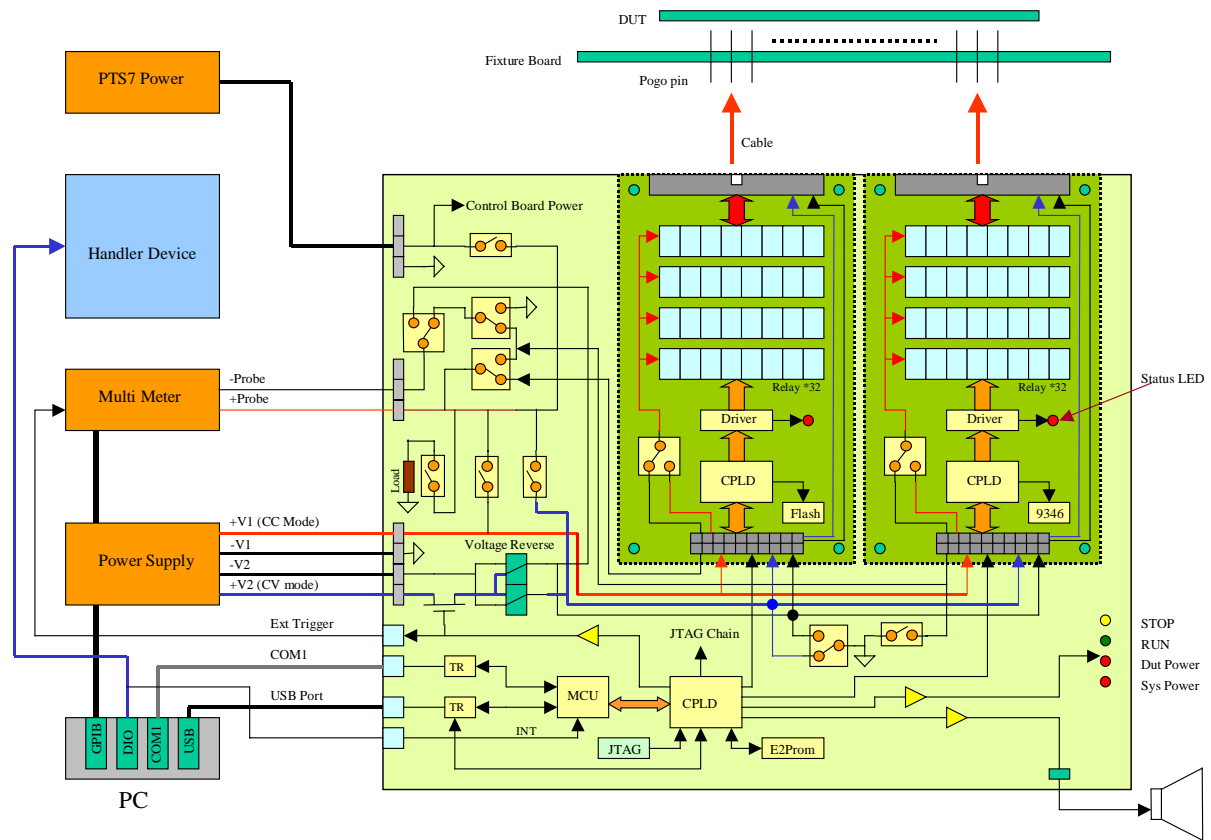 DUT
Fixture Board
Pogo pin
Cable
PTS7 Power
Control Board Power
Handler Device
Multi Meter
-Probe
+Probe
Relay *32
Relay *32
Status LED
Driver
Driver
CPLD
CPLD
Flash
9346
Load
Power Supply
+V1 (CC Mode)
-V1
-V2
+V2 (CV mode)
Voltage Reverse
Ext Trigger
COM1
USB Port
TR
TR
INT
MCU
CPLD
JTAG Chain
JTAG
E2Prom
STOP
RUN
Dut Power
Sys Power
GPIB
DIO
COM1
USB
PC